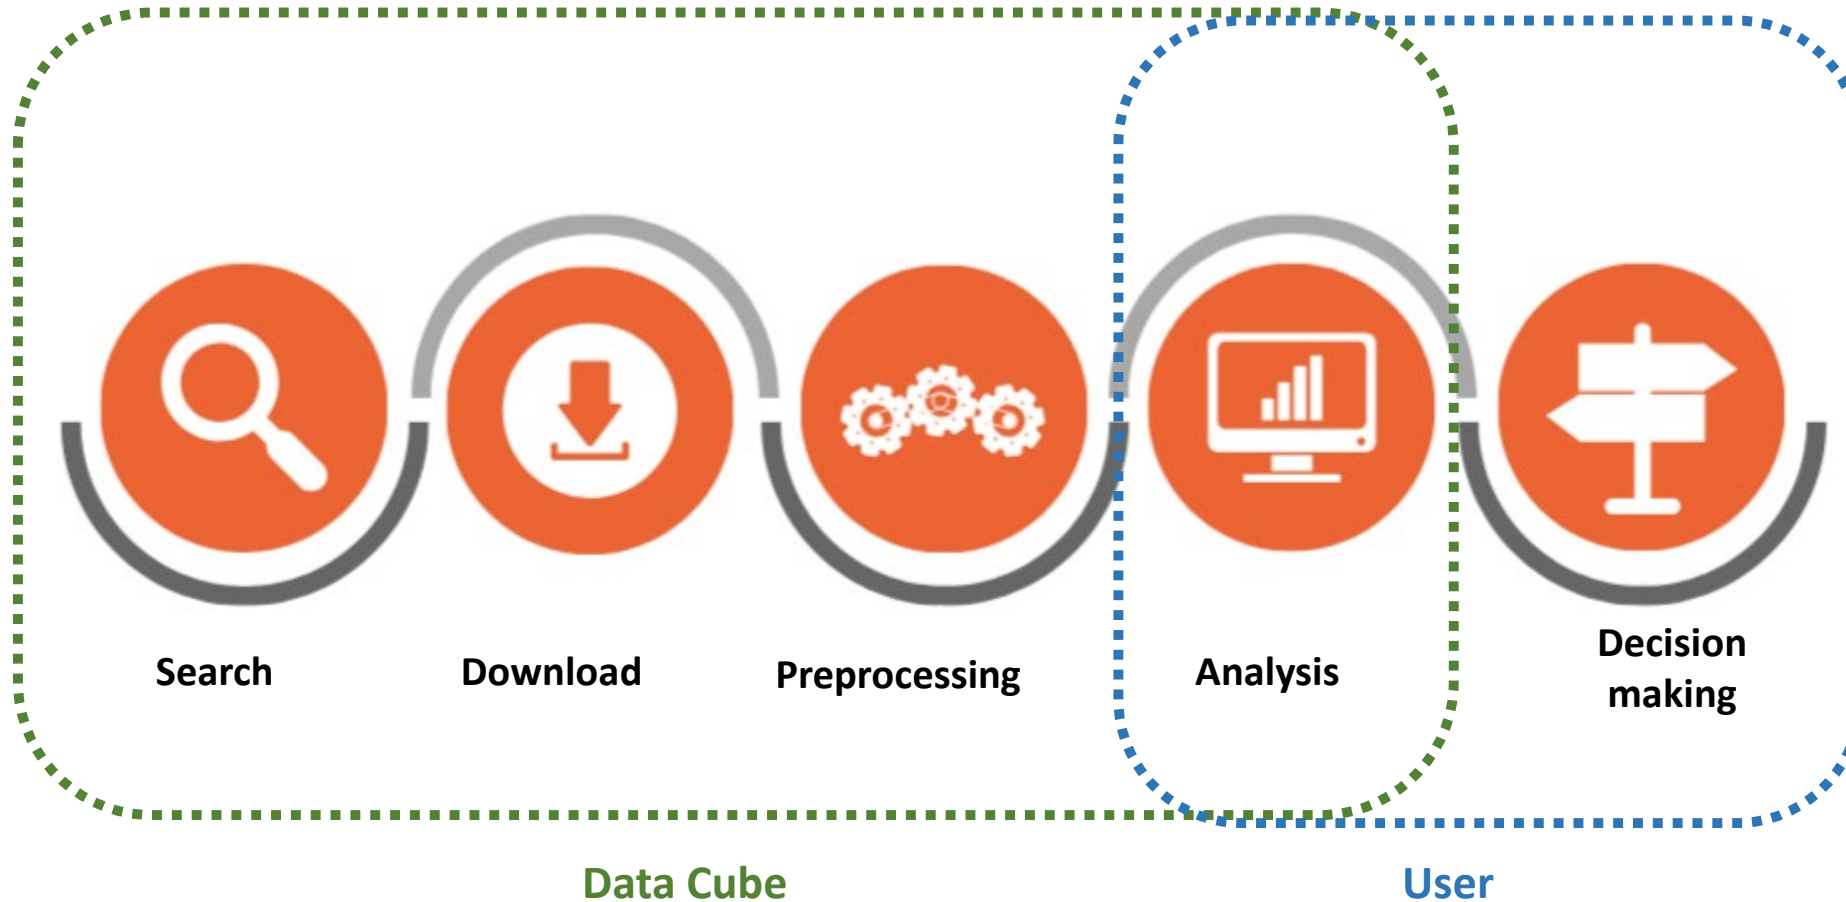 Search
Download
Preprocessing
Analysis
Decision
making
Data Cube
User